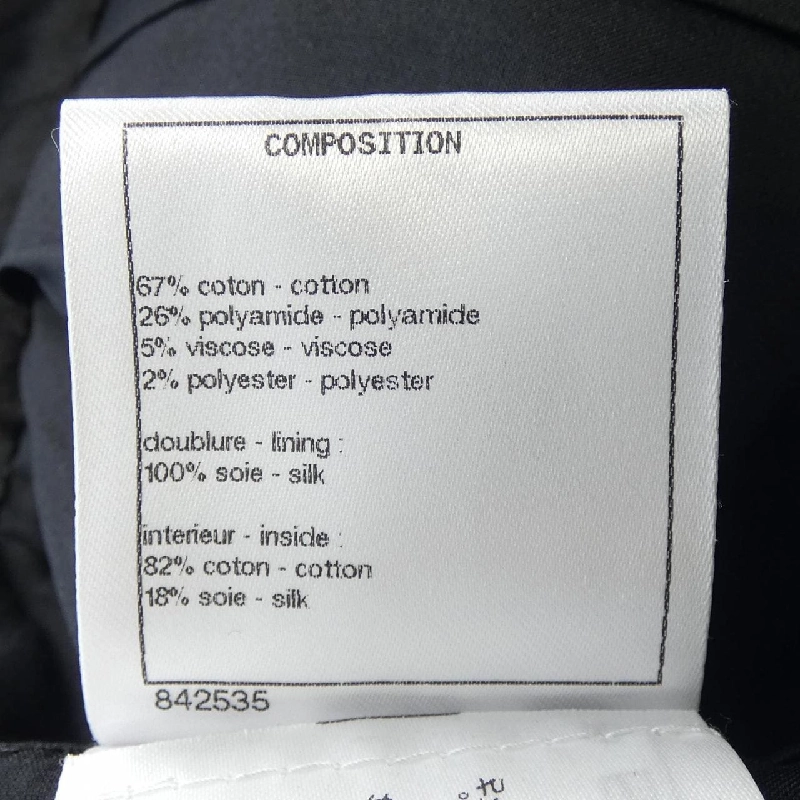 COMPOSITION
67% coton - cotton
26% polyamide - polyamide
5% viscose - viscose
2% polyester - polyester
doublure - lining :
100% soie - silk
interieur - inside :
82% coton - cotton
18% soie - silk
842535